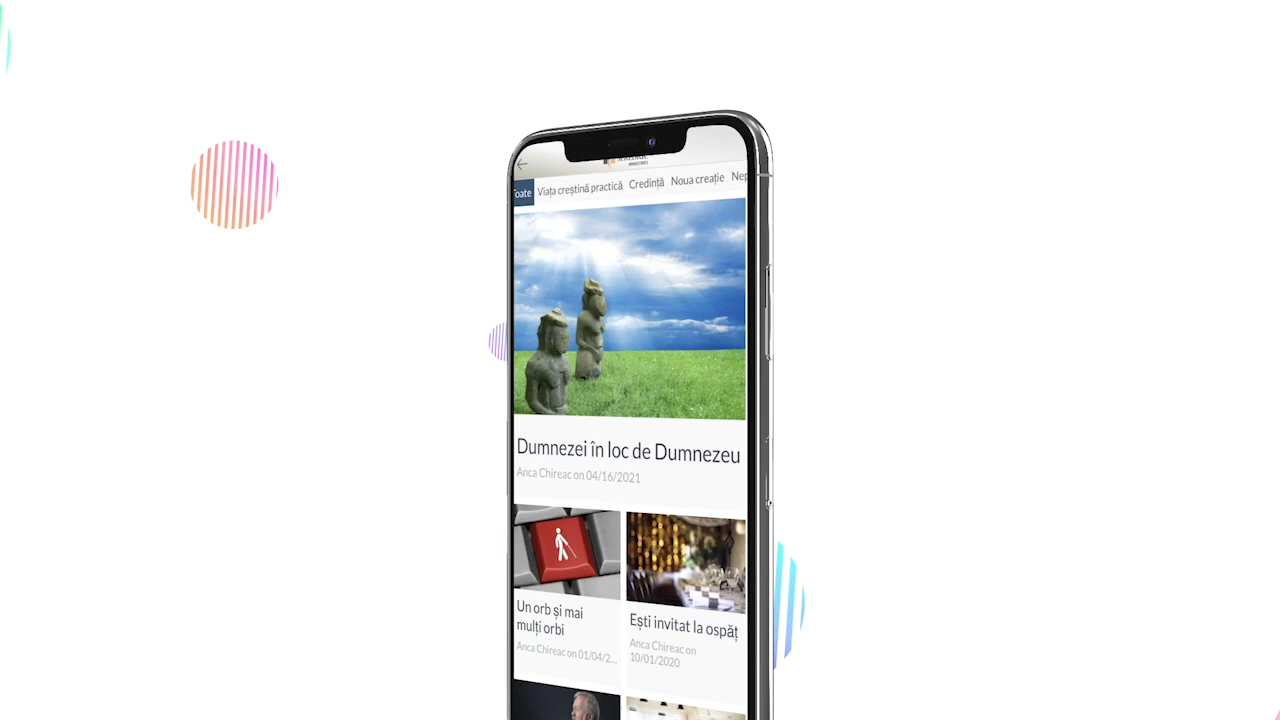 Toate Viața creștină practică Credință Noua creație Nep
Dumnezei în loc de Dumnezeu
Anca Chireac on 04/16/2021
Un orb și mai
mulți orbi
Anca Chireac on 01/04/2...
Ești invitat la ospăț
Anca Chireac on
10/01/2020